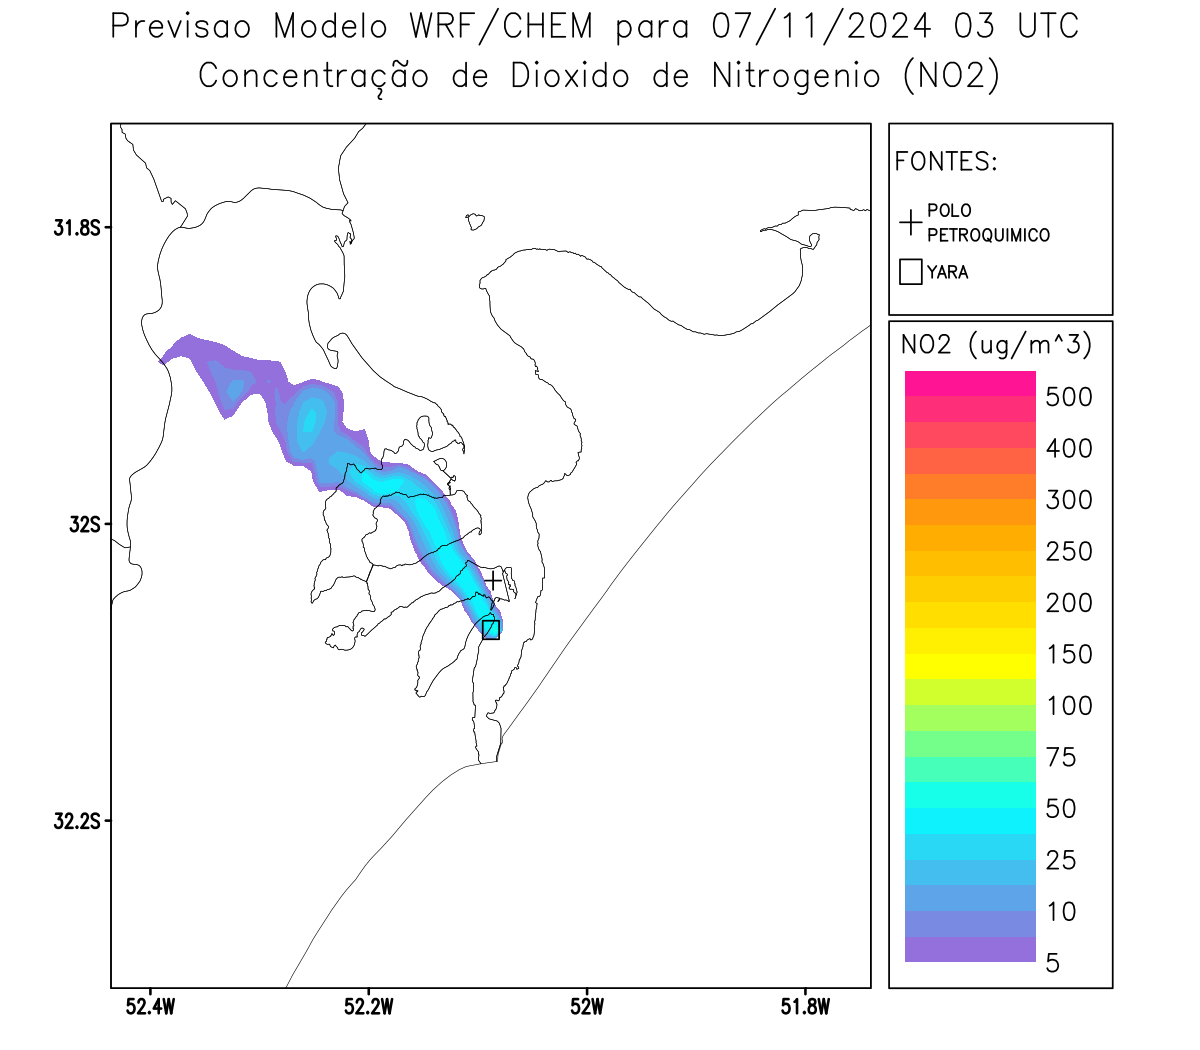 Previsao Modelo WRF/CHEM para 07/11/2024 03 UTC
Concentração de Dioxido de Nitrogenio (NO2)
FONTES:
POLO
PETROQUIMICO
YARA
NO2 (ug/m^3)
500
400
300
250
200
150
100
75
50
25
10
5
31.8S
32S
32.2S
52.4W
52.2W
52W
51.8W